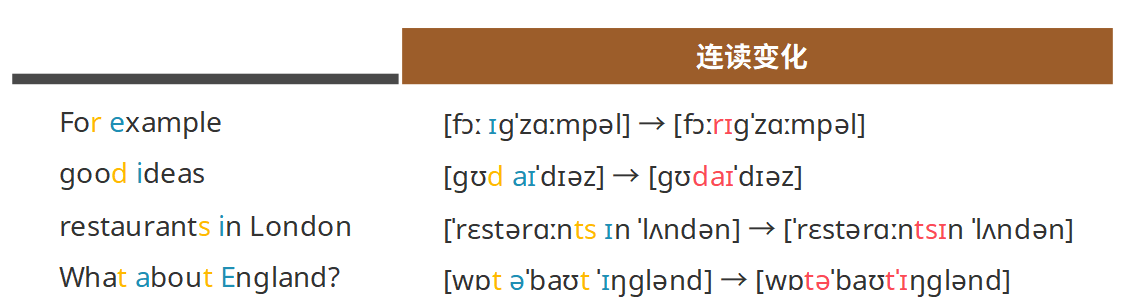 连读变化
For example [fɔː ɪgˈzɑːmpəl] → [fɔːrɪgˈzɑːmpəl]
good ideas [gʊd aɪˈdɪəz] → [gʊdaɪˈdɪəz]
restaurants in London [ˈrɛstərɑːnts ɪn ˈlʌndən] → [ˈrɛstərɑːntsɪn ˈlʌndən]
What about England? [wɒt əˈbaʊt ˈɪŋglənd] → [wɒtəˈbaʊtˈɪŋglənd]